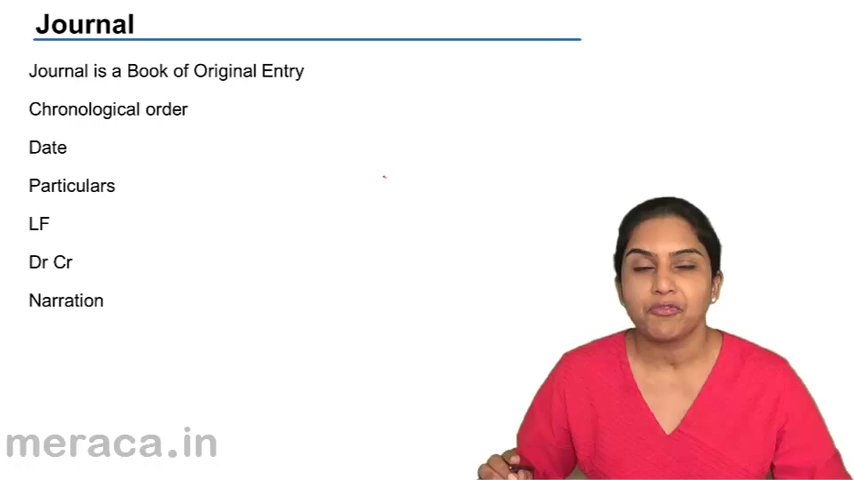 Journal
Journal is a Book of Original Entry
Chronological order
Date
Particulars
LF
Dr Cr
Narration
meraca.in